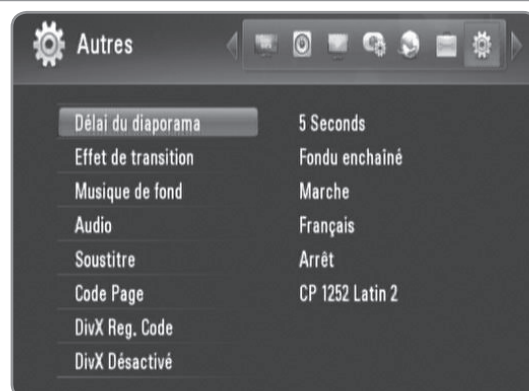 Autres
Délai du diaporama 5 Seconds
Effet de transition Fondu enchaîné
Musique de fond Marche
Audio Français
Soustitre Arrêt
Code Page CP 1252 Latin 2
DivX Reg. Code
DivX Désactivé